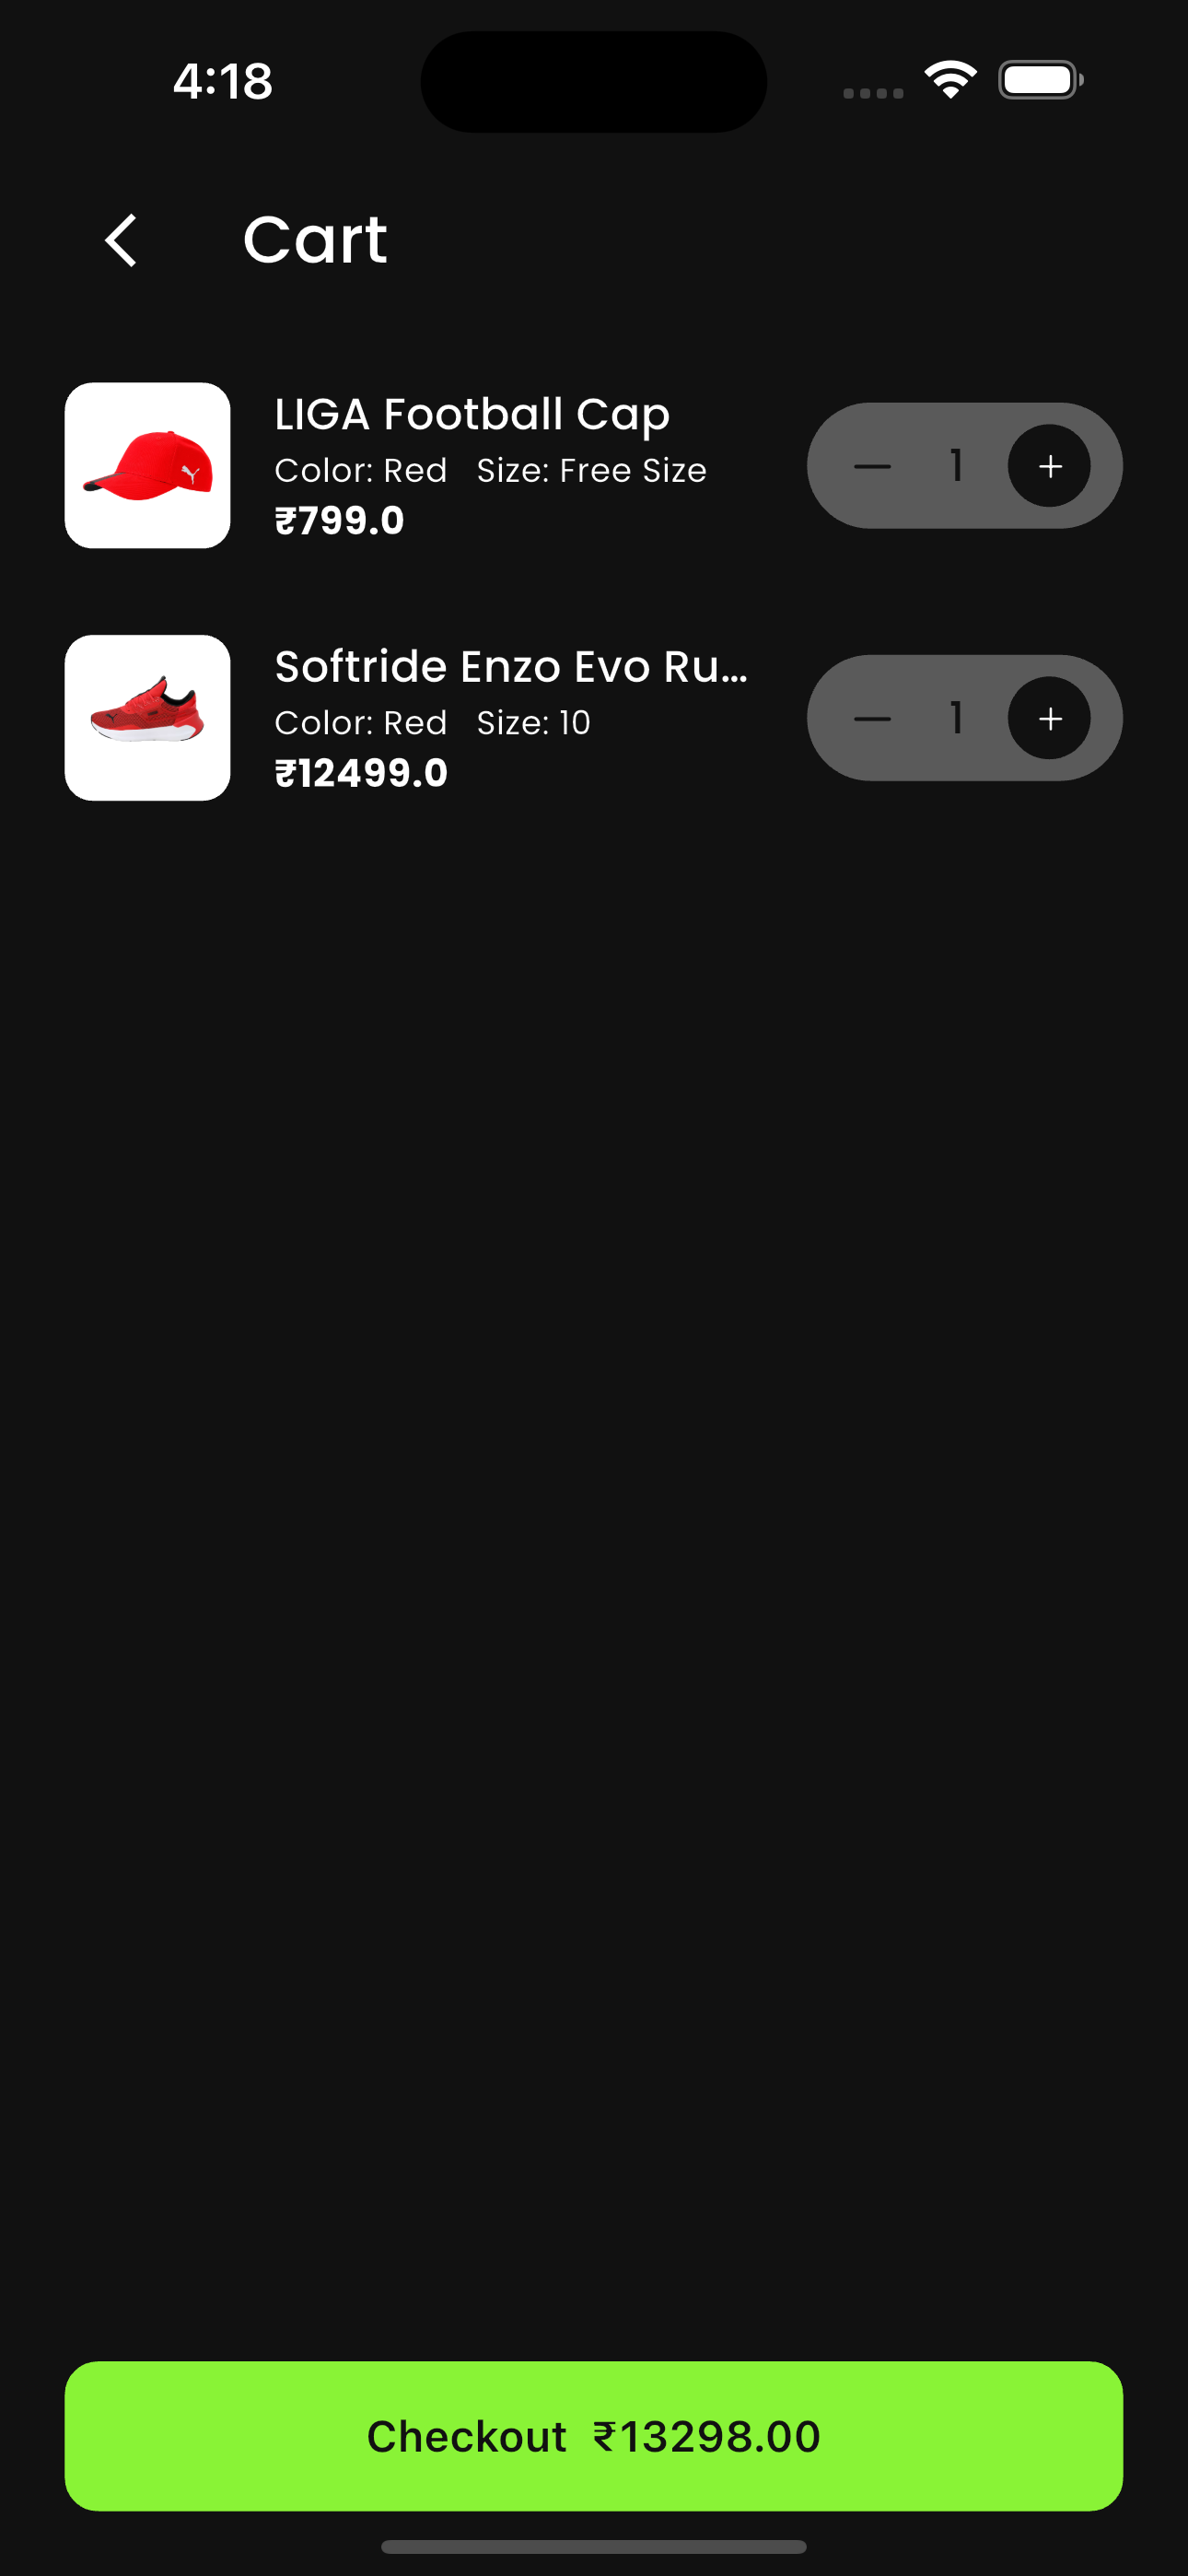 4:18
Cart
LIGA Football Cap
Color: Red Size: Free Size
₹799.0
1
Softride Enzo Evo Ru...
Color: Red Size: 10
₹12499.0
1
Checkout ₹13298.00